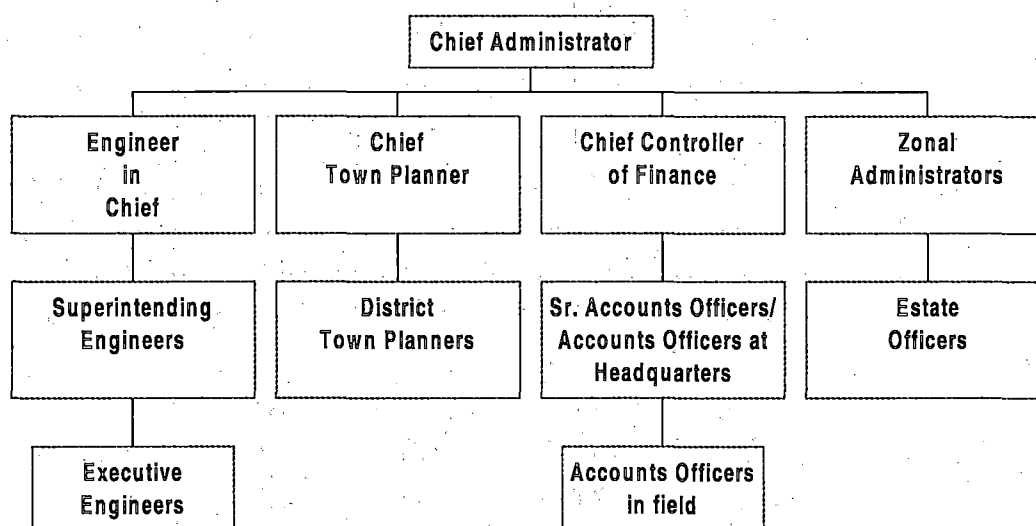 Chief Administrator
Engineer
in
Chief
Chief
Town Planner
Chief Controller
of Finance
Zonal
Administrators
Superintending
Engineers
District
Town Planners
Sr. Accounts Officers/
Accounts Officers at
Headquarters
Estate
Officers
Executive
Engineers
Accounts Officers
in field